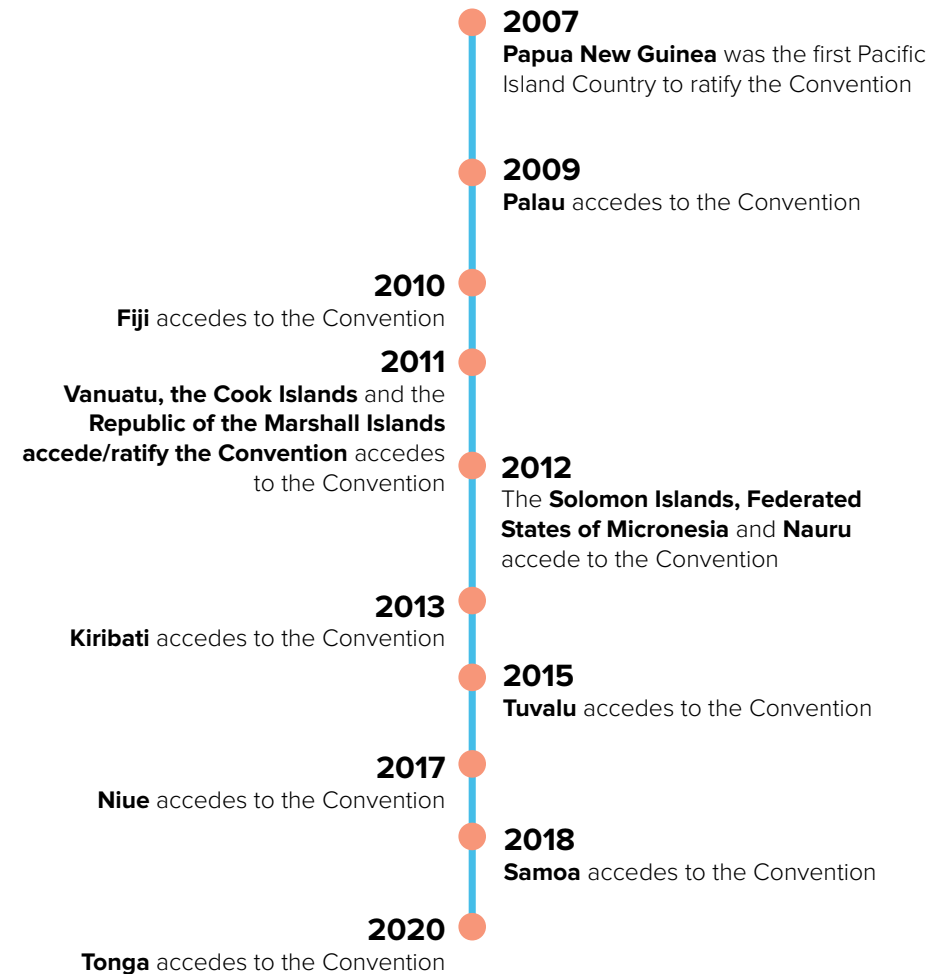 2007
Papua New Guinea was the first Pacific
Island Country to ratify the Convention
2009
Palau accedes to the Convention
2010
Fiji accedes to the Convention
2011
Vanuatu, the Cook Islands and the
Republic of the Marshall Islands
accede/ratify the Convention accedes
to the Convention
2012
The Solomon Islands, Federated
States of Micronesia and Nauru
accede to the Convention
2013
Kiribati accedes to the Convention
2015
Tuvalu accedes to the Convention
2017
Niue accedes to the Convention
2018
Samoa accedes to the Convention
2020
Tonga accedes to the Convention